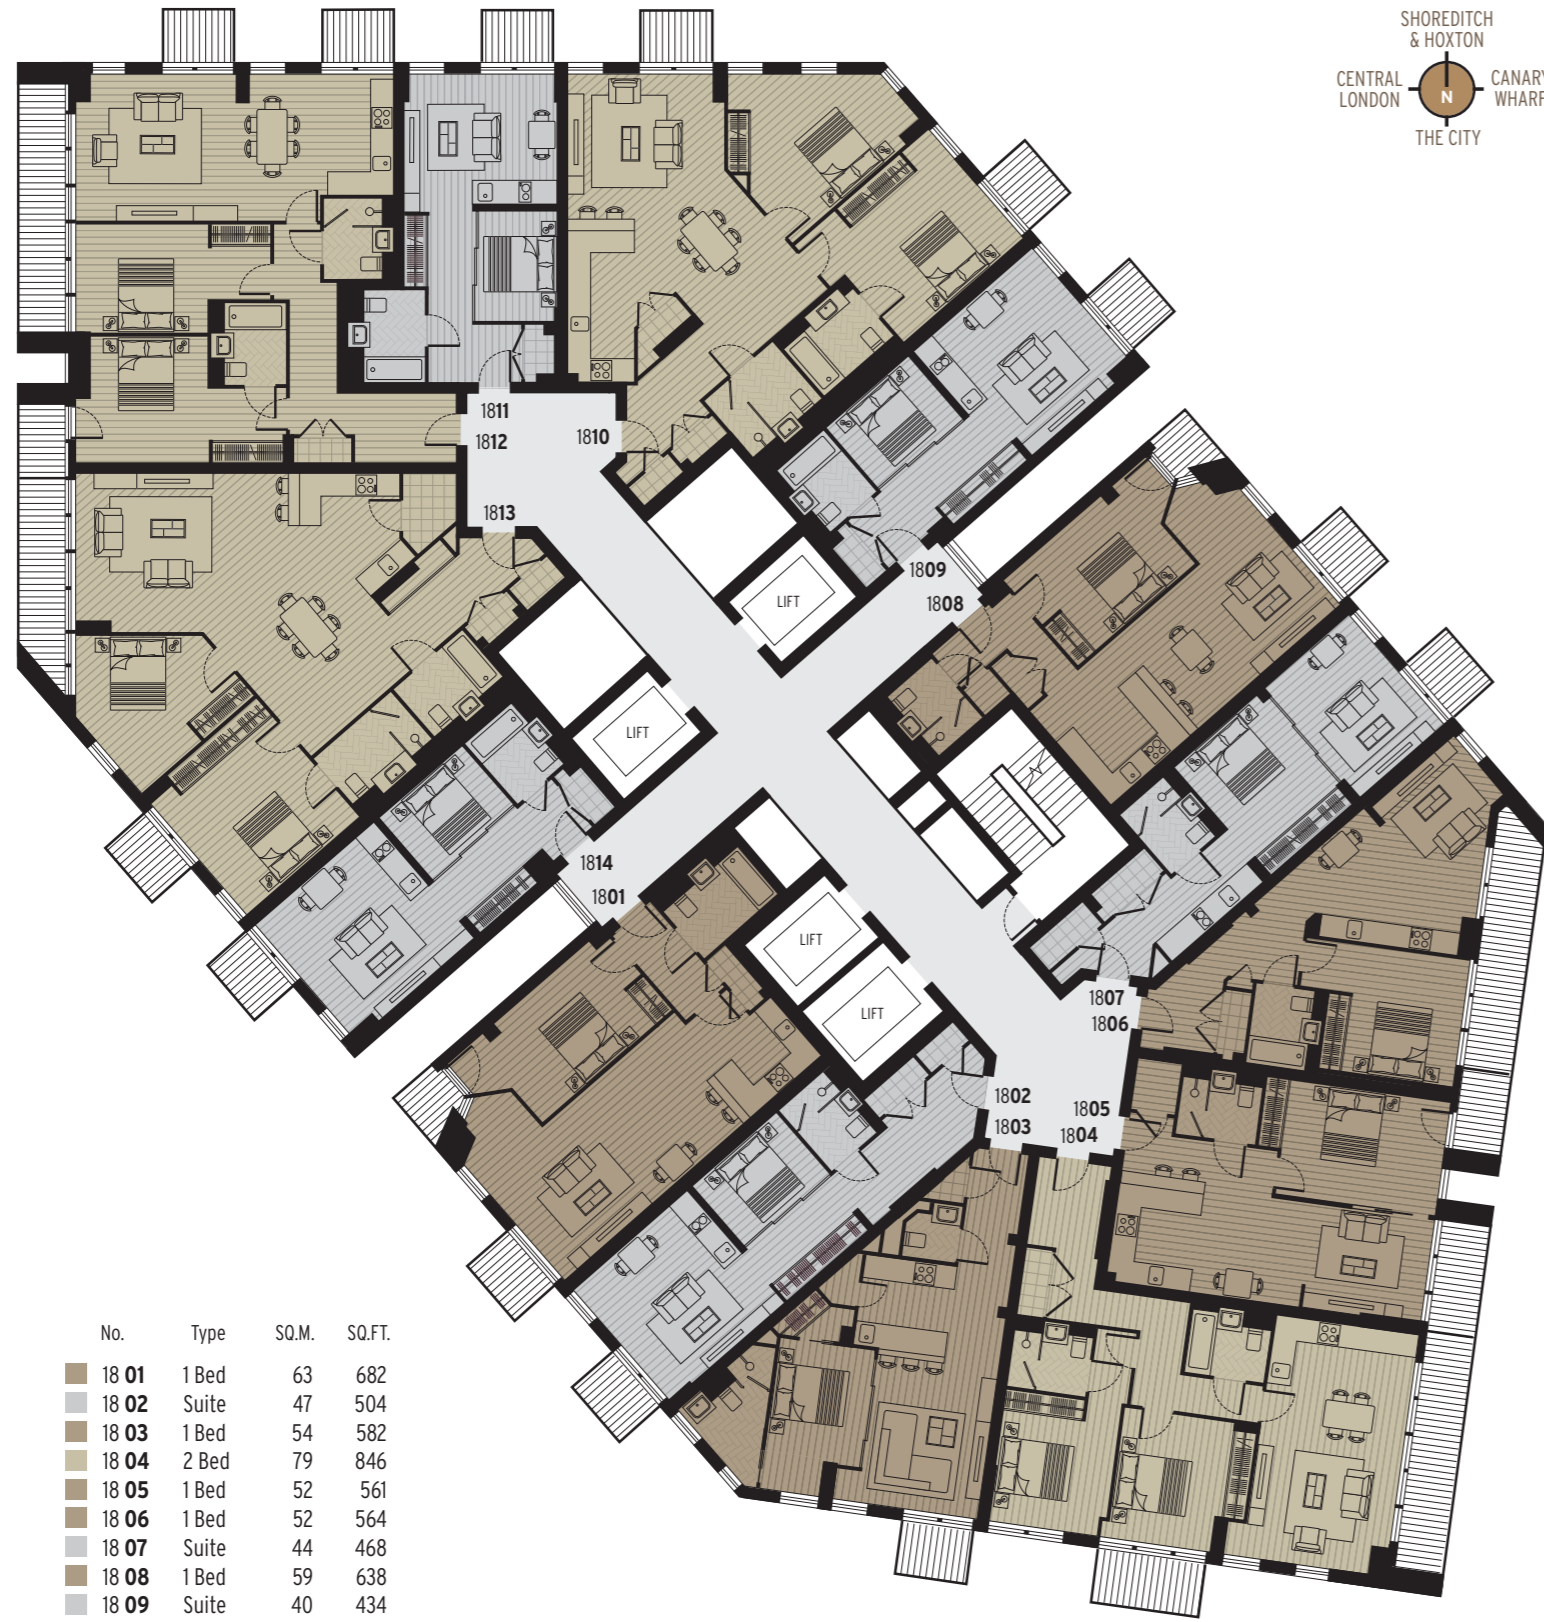 SHOREDITCH
& HOXTON
CENTRAL
LONDON
N
CANARY
WHARF
THE CITY
1811
1812
1810
1813
1809
1808
LIFT
LIFT
1814
1801
LIFT
LIFT
1807
1806
1802
1803
1805
1804
No. Type SQ.M. SQ.FT.
18 01 1 Bed 63 682
18 02 Suite 47 504
18 03 1 Bed 54 582
18 04 2 Bed 79 846
18 05 1 Bed 52 561
18 06 1 Bed 52 564
18 07 Suite 44 468
18 08 1 Bed 59 638
18 09 Suite 40 434